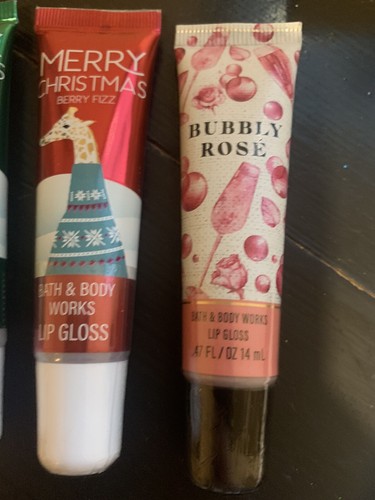 MERRY
CHRISTMAS
BERRY FIZZ
BATH & BODY
WORKS
LIP GLOSS
BUBBLY
ROSÉ
BATH & BODY WORKS
LIP GLOSS
.47 FL/OZ 14 mL